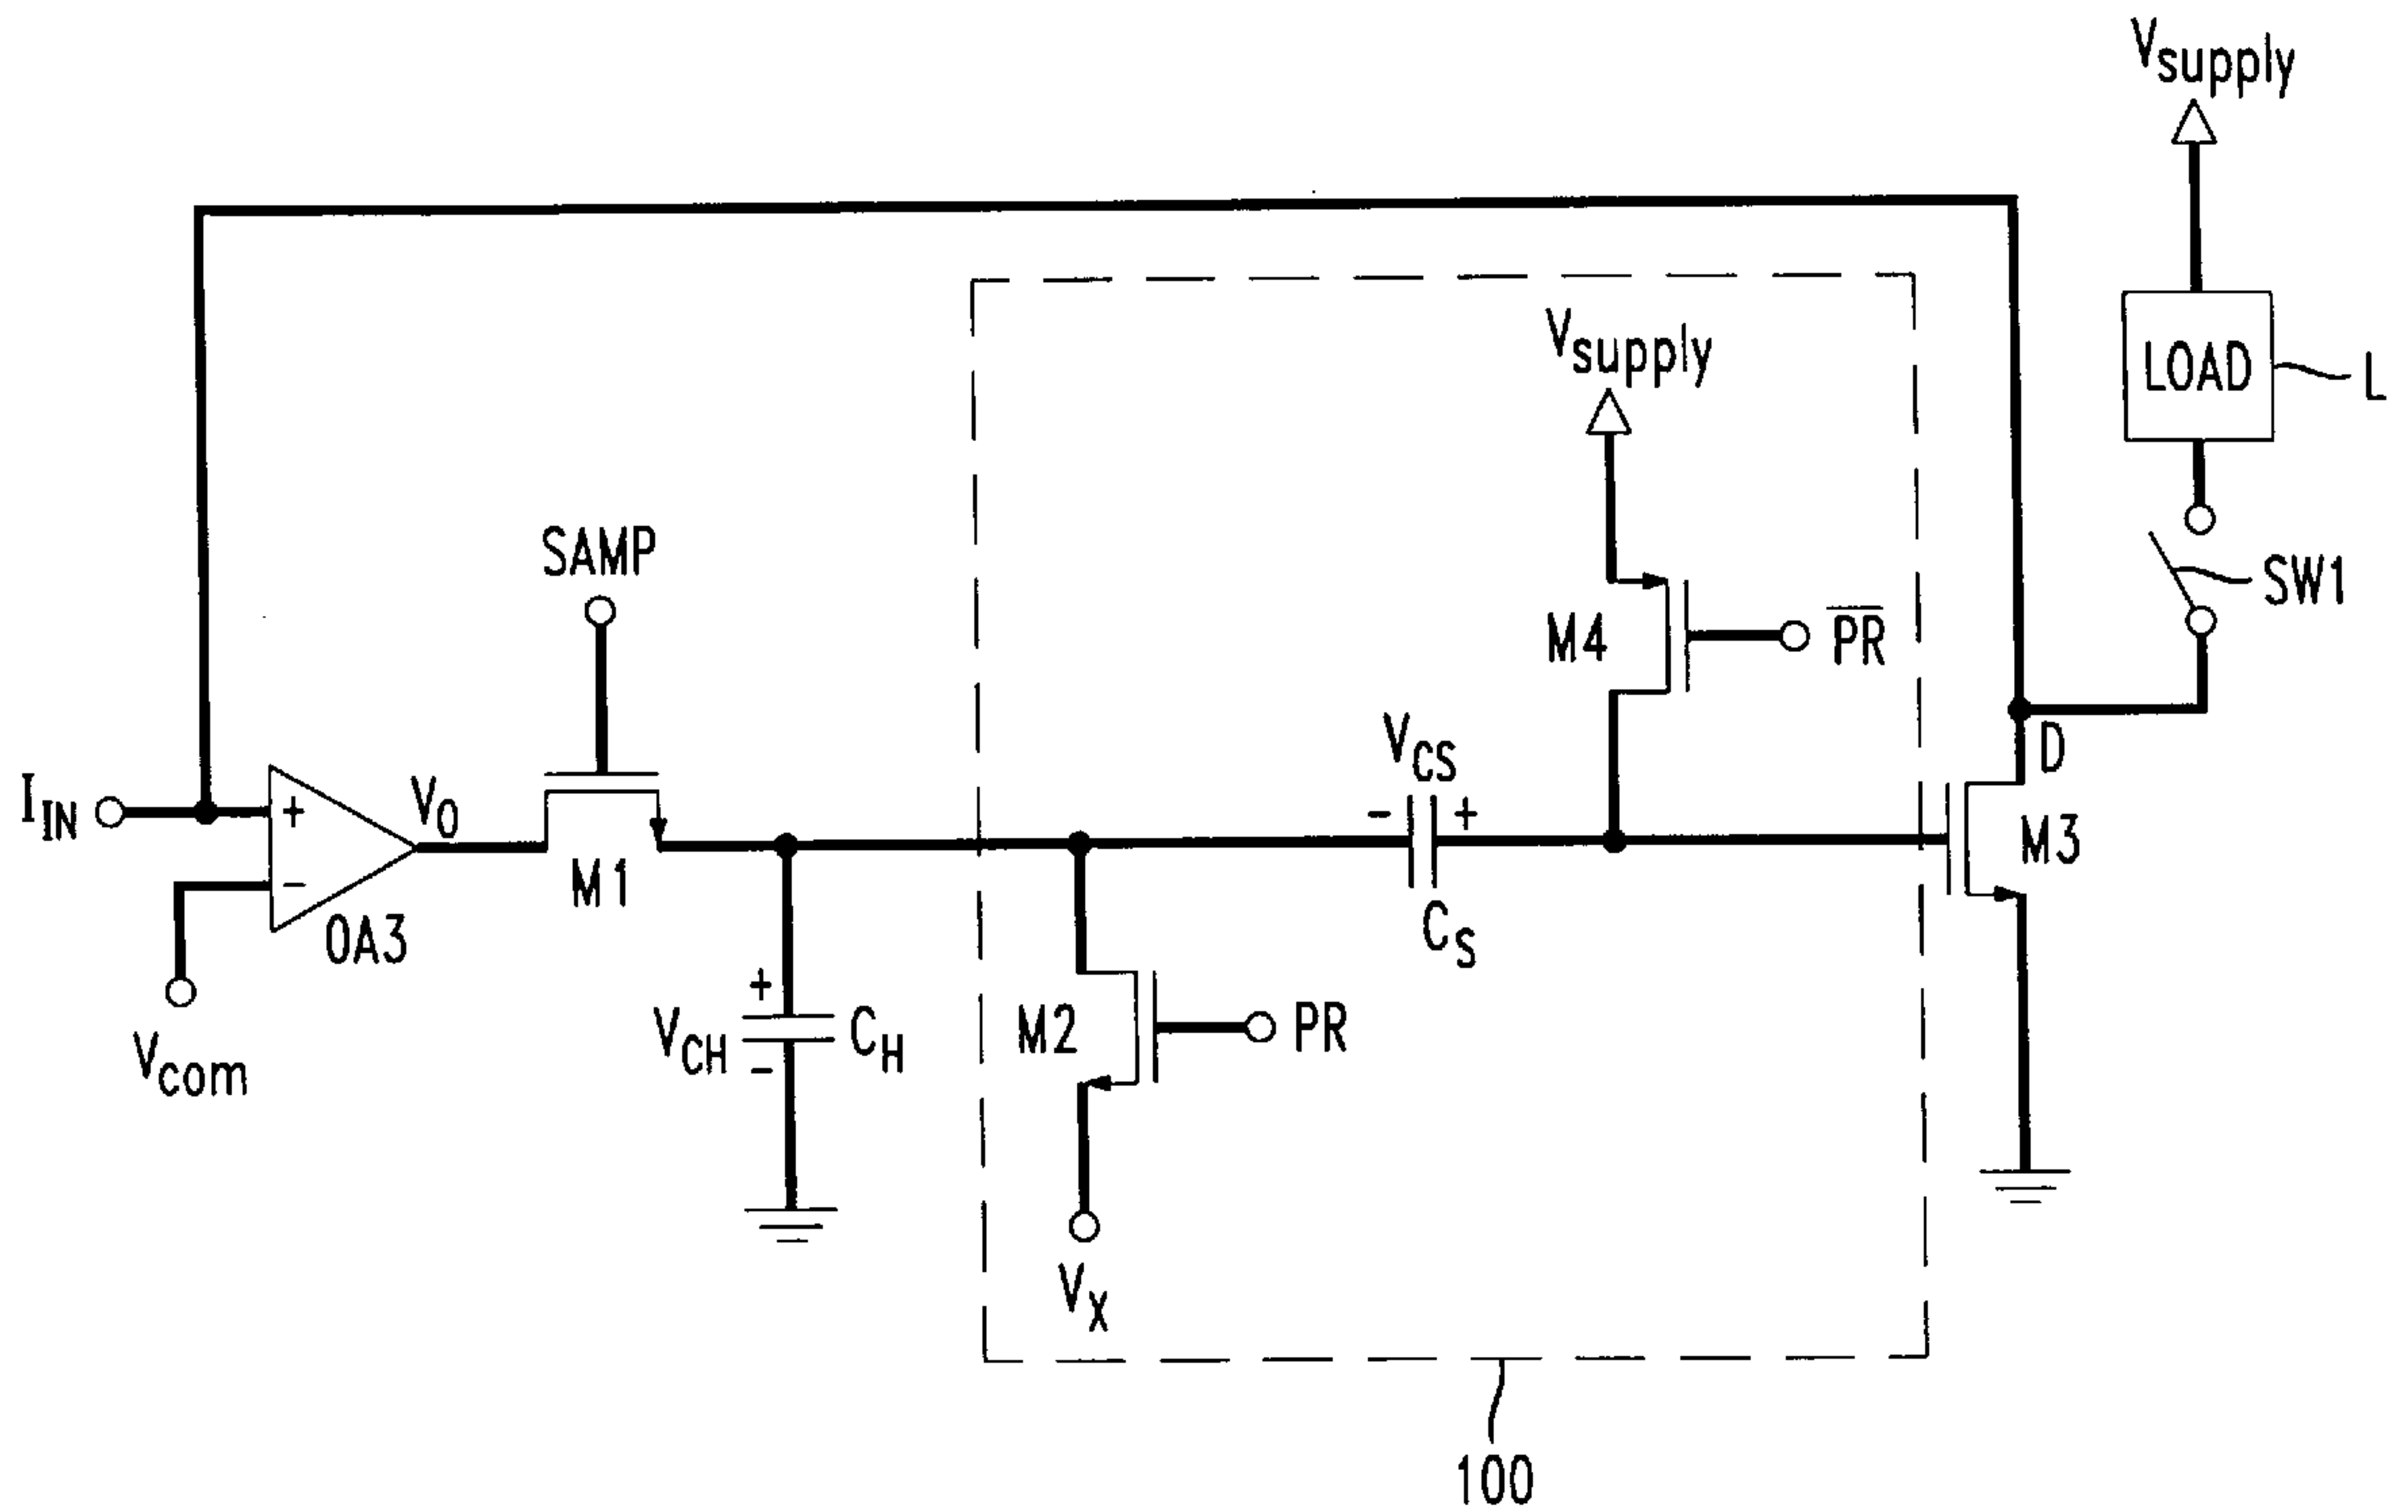 Vsupply
Vsupply
LOAD
L
SAMP
M4
PR
SW1
VCS
- +
D
IIN
+
-
VO
OA3
M1
CS
M3
Vcom
+
VCH
-
CH
M2
PR
VX
100